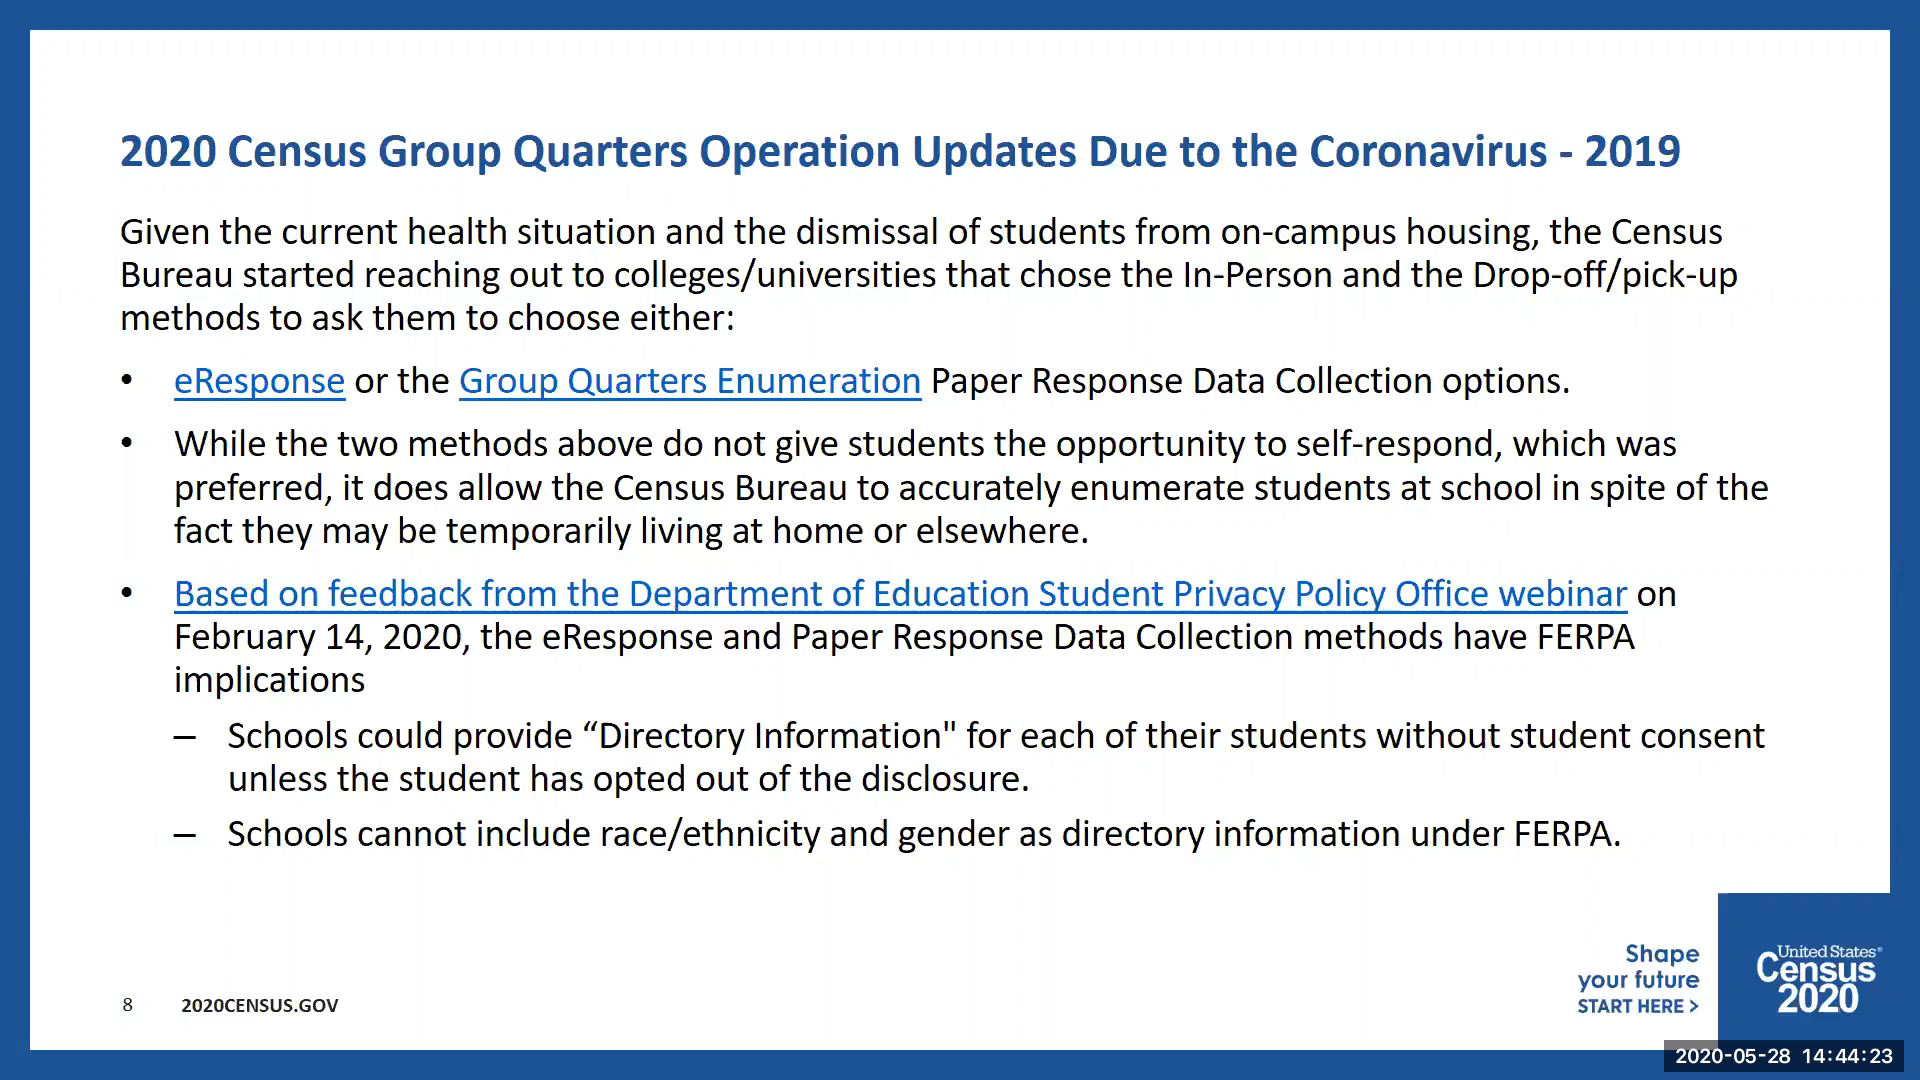 2020 Census Group Quarters Operation Updates Due to the Coronavirus - 2019
Given the current health situation and the dismissal of students from on-campus housing, the Census
Bureau started reaching out to colleges/universities that chose the In-Person and the Drop-off/pick-up
methods to ask them to choose either:
• eResponse or the Group Quarters Enumeration Paper Response Data Collection options.
• While the two methods above do not give students the opportunity to self-respond, which was
preferred, it does allow the Census Bureau to accurately enumerate students at school in spite of the
fact they may be temporarily living at home or elsewhere.
• Based on feedback from the Department of Education Student Privacy Policy Office webinar on
February 14, 2020, the eResponse and Paper Response Data Collection methods have FERPA
implications
– Schools could provide “Directory Information" for each of their students without student consent
unless the student has opted out of the disclosure.
– Schools cannot include race/ethnicity and gender as directory information under FERPA.
8 2020CENSUS.GOV
Shape
your future
START HERE >
United States®
Census
2020
2020-05-28 14:44:23